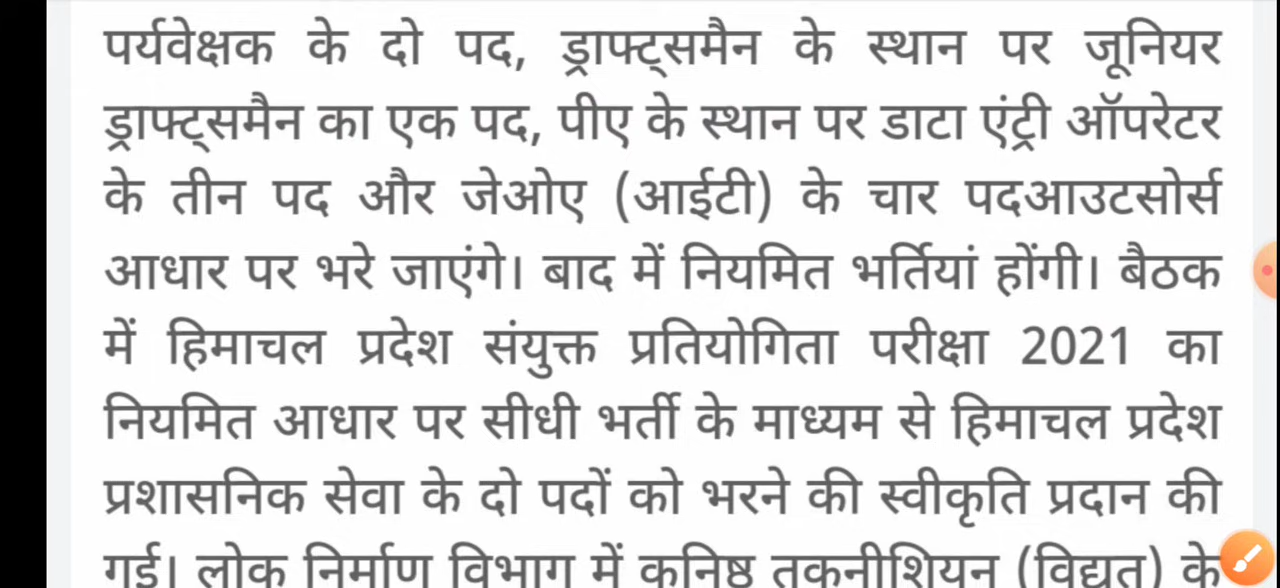 पर्यवेक्षक के दो पद, ड्राफ्ट्समैन के स्थान पर जूनियर
ड्राफ्ट्समैन का एक पद, पीए के स्थान पर डाटा एंट्री ऑपरेटर
के तीन पद और जेओए (आईटी) के चार पदआउटसोर्स
आधार पर भरे जाएंगे। बाद में नियमित भर्तियां होंगी। बैठक
में हिमाचल प्रदेश संयुक्त प्रतियोगिता परीक्षा 2021 का
नियमित आधार पर सीधी भर्ती के माध्यम से हिमाचल प्रदेश
प्रशासनिक सेवा के दो पदों को भरने की स्वीकृति प्रदान की
गई। लोक निर्माण विभाग में कनिष्ठ तकनीशियन (विद्युत) के